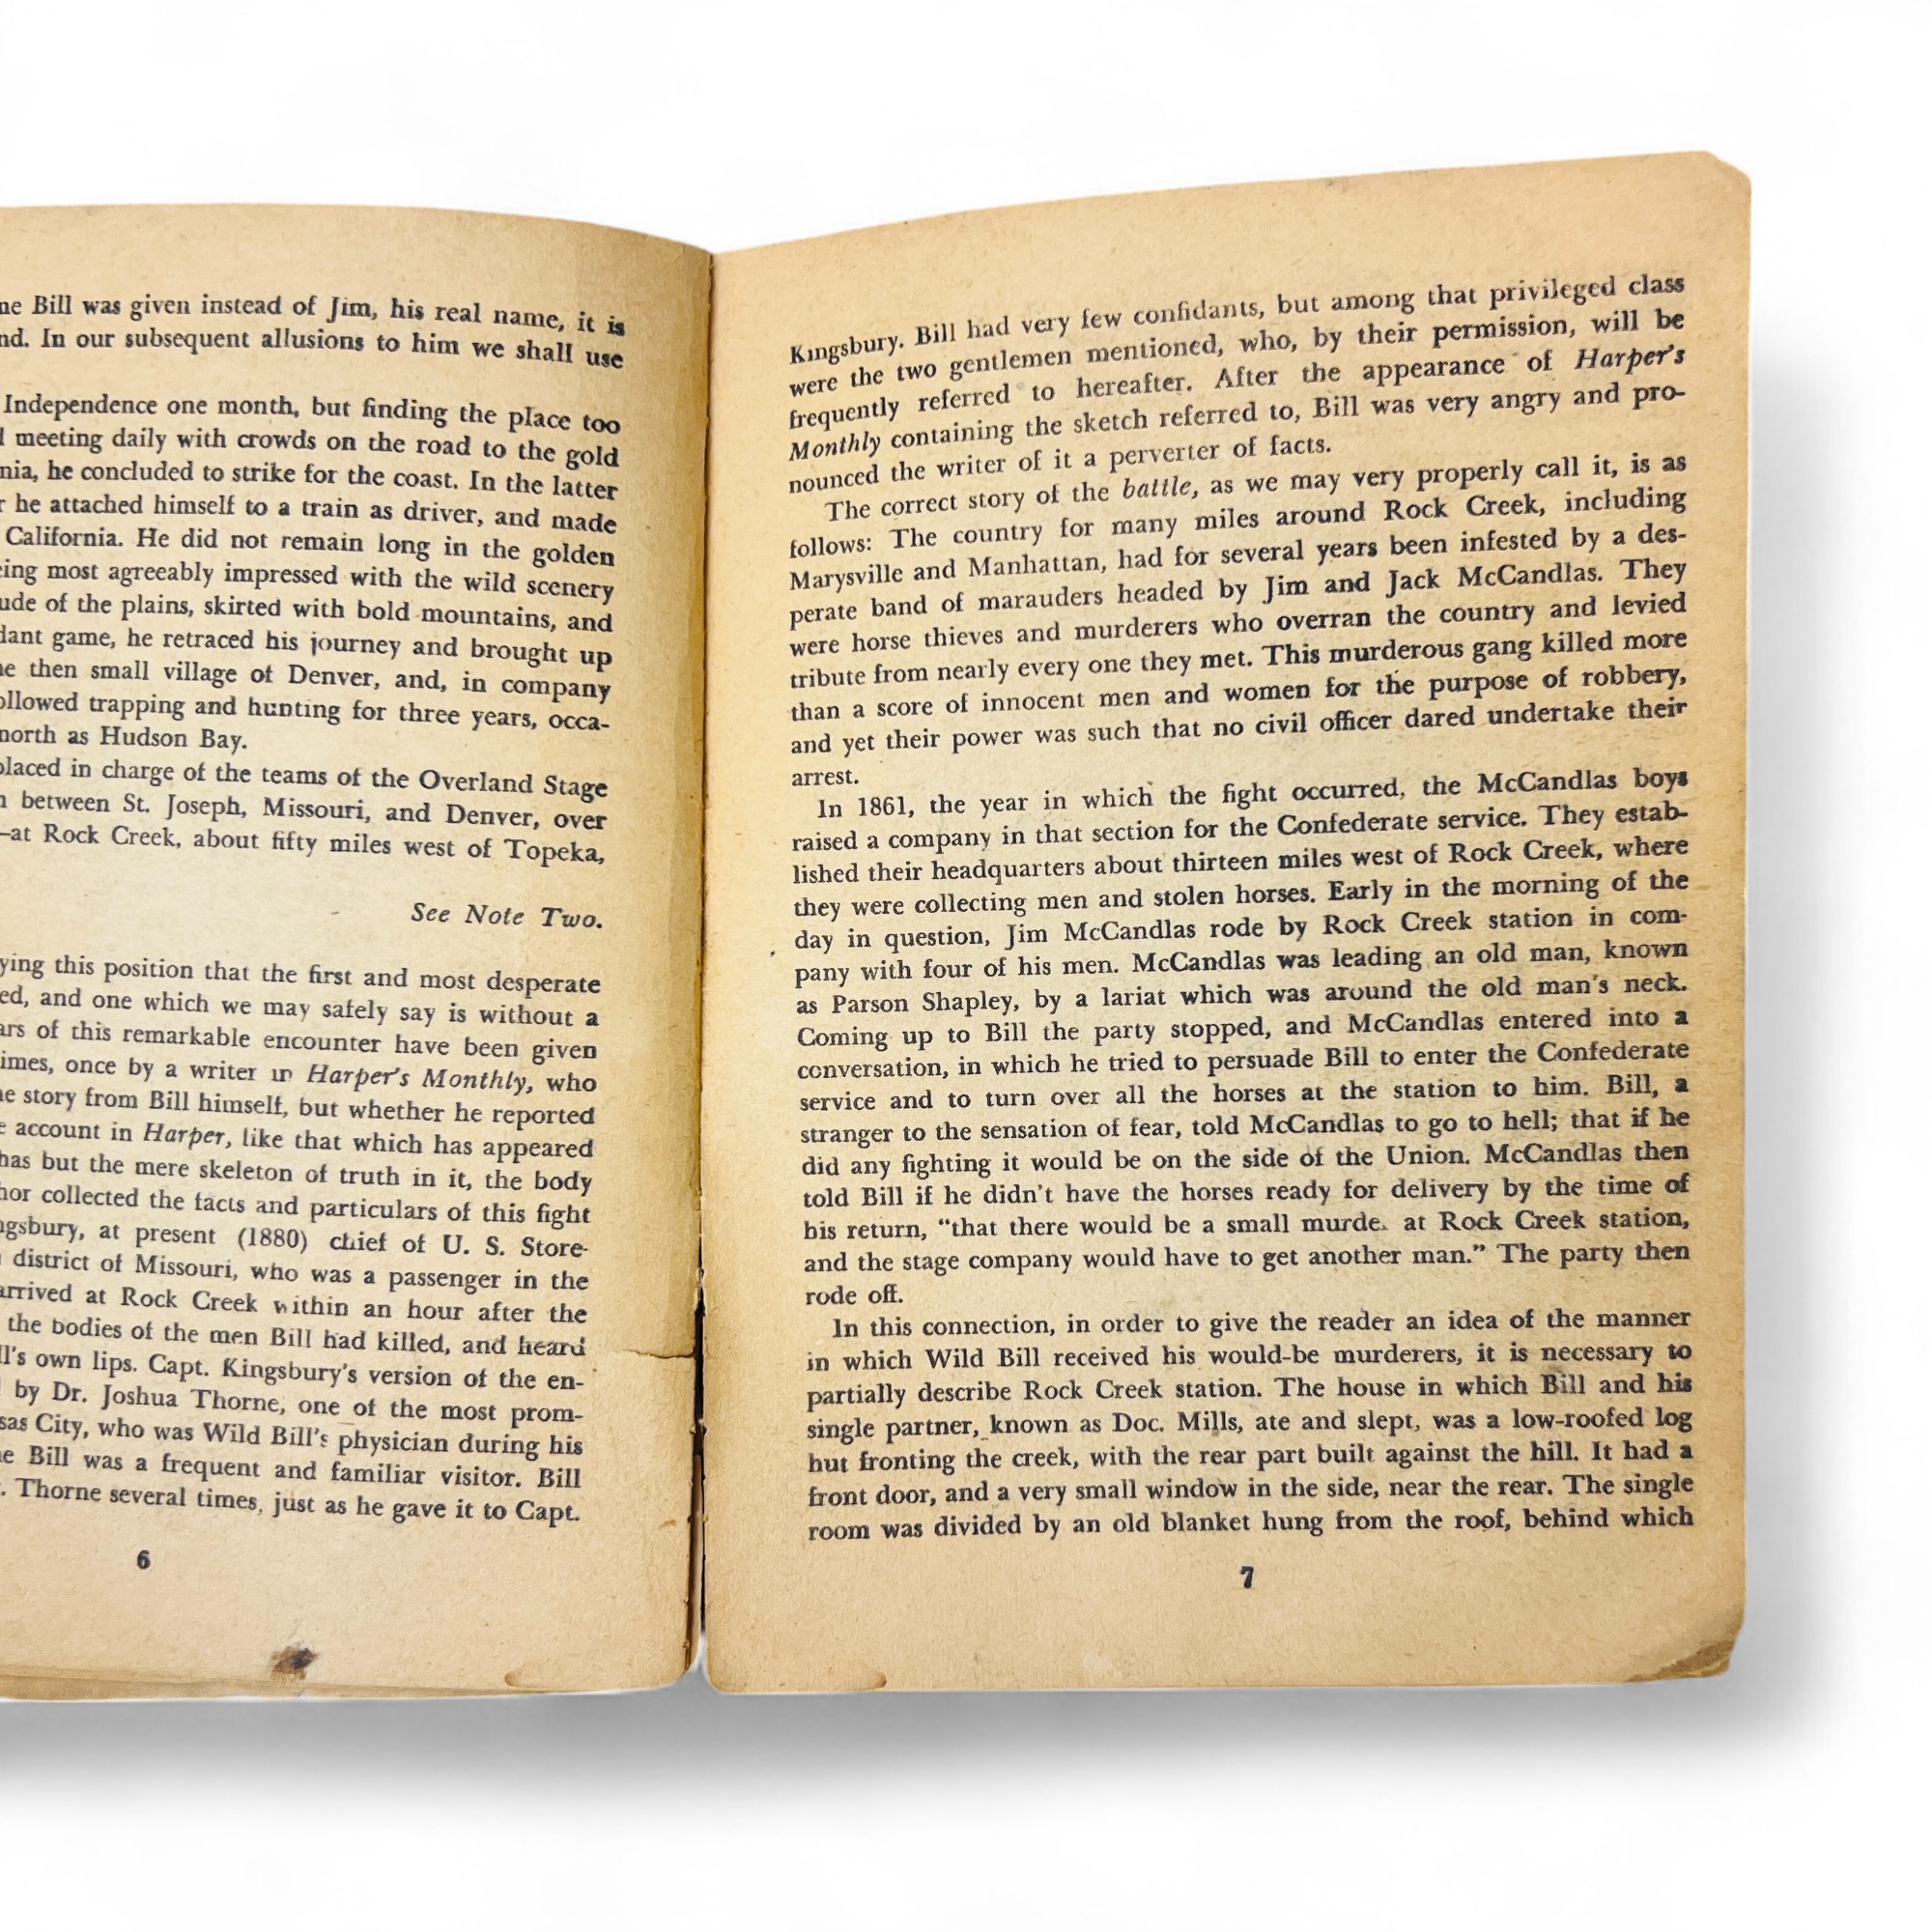 me Bill was given instead of Jim, his real name, it is
nd. In our subsequent allusions to him we shall use
Independence one month, but finding the place too
meeting daily with crowds on the road to the gold
nia, he concluded to strike for the coast. In the latter
he attached himself to a train as driver, and made
California. He did not remain long in the golden
eing most agreeably impressed with the wild scenery
ude of the plains, skirted with bold mountains, and
dant game, he retraced his journey and brought up
he then small village of Denver, and, in company
ollowed trapping and hunting for three years, occa-
north as Hudson Bay.
placed in charge of the teams of the Overland Stage
n between St. Joseph, Missouri, and Denver, over
—at Rock Creek, about fifty miles west of Topeka,
See Note Two.
ying this position that the first and most desperate
ed, and one which we may safely say is without a
ars of this remarkable encounter have been given
imes, once by a writer in Harper's Monthly, who
he story from Bill himself, but whether he reported
e account in Harper, like that which has appeared
has but the mere skeleton of truth in it, the body
hor collected the facts and particulars of this fight
ngsbury, at present (1880) chief of U. S. Store-
district of Missouri, who was a passenger in the
arrived at Rock Creek within an hour after the
the bodies of the men Bill had killed, and heard
ll's own lips. Capt. Kingsbury's version of the en-
by Dr. Joshua Thorne, one of the most prom-
sas City, who was Wild Bill's physician during his
ne Bill was a frequent and familiar visitor. Bill
. Thorne several times, just as he gave it to Capt.
6
Kingsbury. Bill had very few confidants, but among that privileged class
were the two gentlemen mentioned, who, by their permission, will be
frequently referred to hereafter. After the appearance of Harper's
Monthly containing the sketch referred to, Bill was very angry and pro-
nounced the writer of it a perverter of facts.
The correct story of the battle, as we may very properly call it, is as
follows: The country for many miles around Rock Creek, including
Marysville and Manhattan, had for several years been infested by a des-
perate band of marauders headed by Jim and Jack McCandlas. They
were horse thieves and murderers who overran the country and levied
tribute from nearly every one they met. This murderous gang killed more
than a score of innocent men and women for the purpose of robbery,
and yet their power was such that no civil officer dared undertake their
arrest.
In 1861, the year in which the fight occurred, the McCandlas boys
raised a company in that section for the Confederate service. They estab-
lished their headquarters about thirteen miles west of Rock Creek, where
they were collecting men and stolen horses. Early in the morning of the
day in question, Jim McCandlas rode by Rock Creek station in com-
pany with four of his men. McCandlas was leading an old man, known
as Parson Shapley, by a lariat which was around the old man's neck.
Coming up to Bill the party stopped, and McCandlas entered into a
conversation, in which he tried to persuade Bill to enter the Confederate
service and to turn over all the horses at the station to him. Bill, a
stranger to the sensation of fear, told McCandlas to go to hell; that if he
did any fighting it would be on the side of the Union. McCandlas then
told Bill if he didn't have the horses ready for delivery by the time of
his return, “that there would be a small murde. at Rock Creek station,
and the stage company would have to get another man.” The party then
rode off.
In this connection, in order to give the reader an idea of the manner
in which Wild Bill received his would-be murderers, it is necessary to
partially describe Rock Creek station. The house in which Bill and his
single partner, known as Doc. Mills, ate and slept, was a low-roofed log
hut fronting the creek, with the rear part built against the hill. It had a
front door, and a very small window in the side, near the rear. The single
room was divided by an old blanket hung from the roof, behind which
7